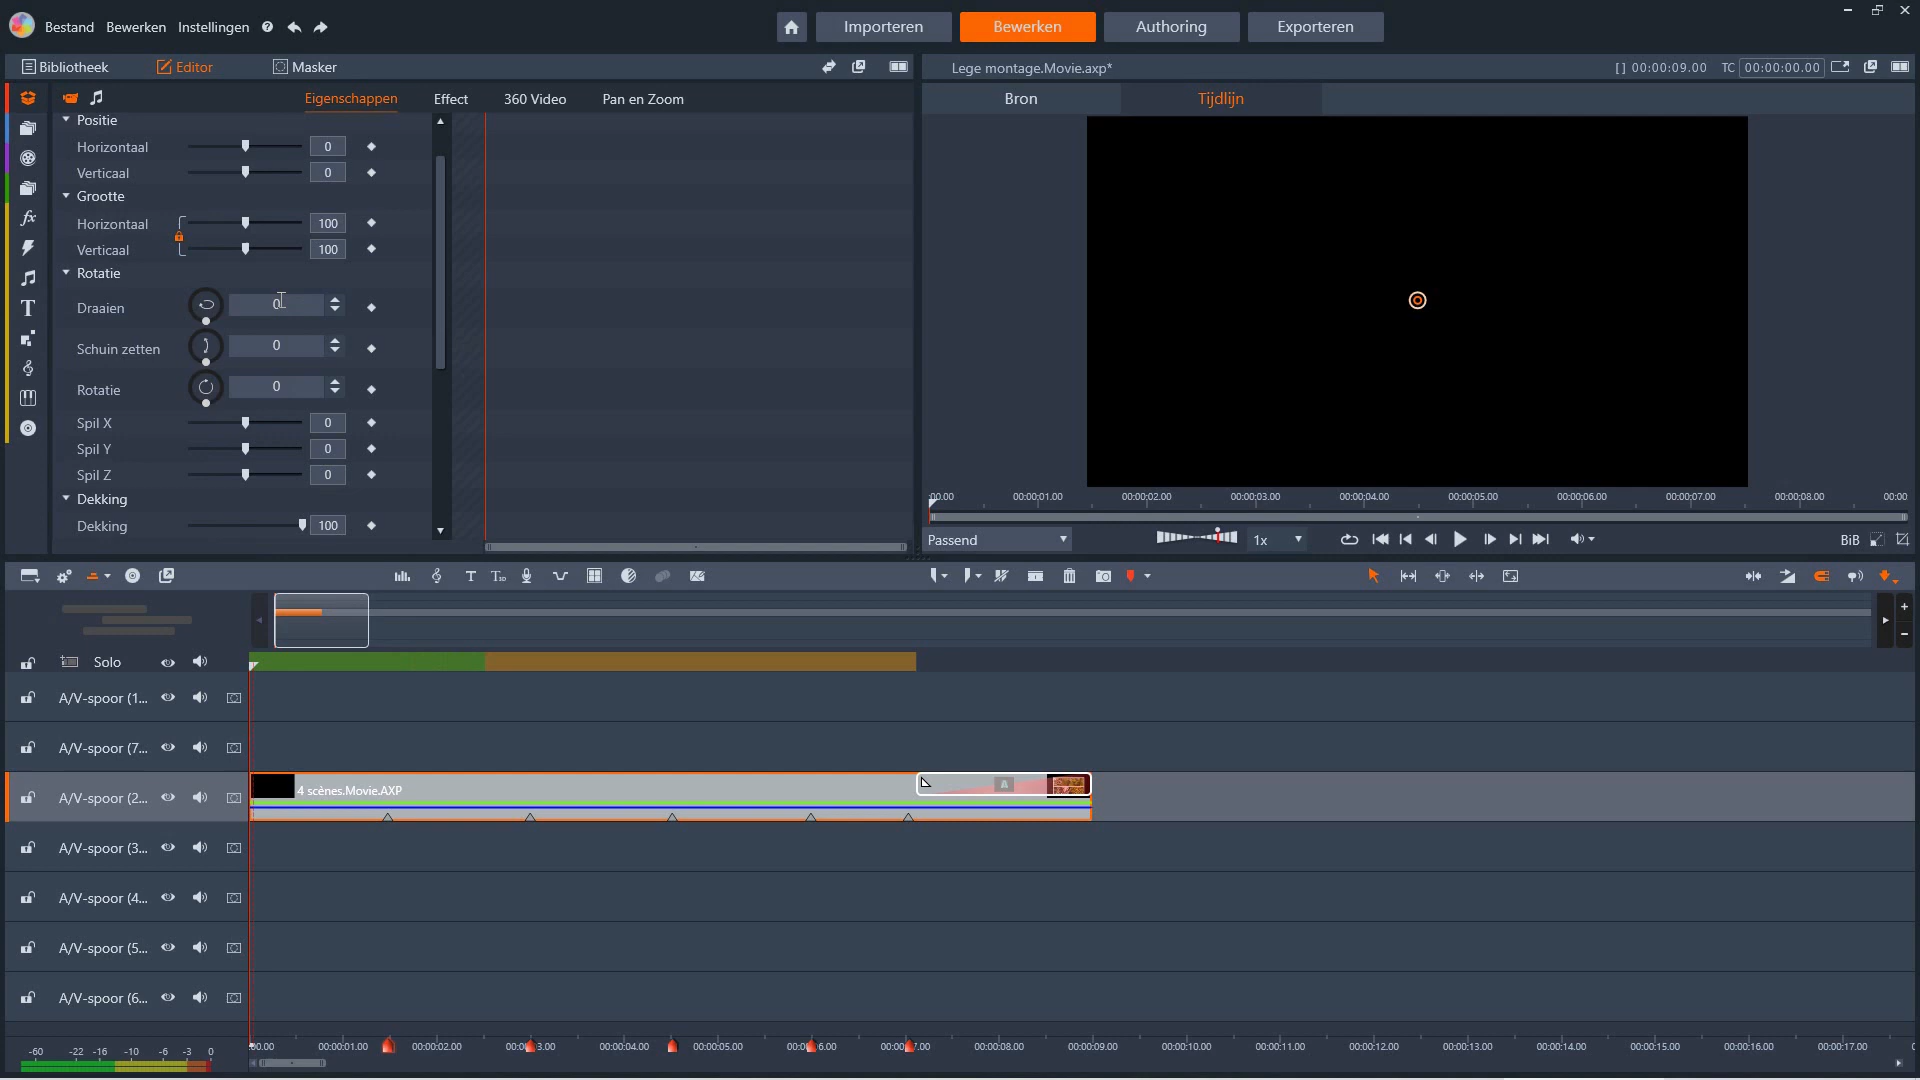 Bestand Bewerken Instellingen Importeren Bewerken Authoring Exporteren
Bibliotheek Editor Masker
Lege montage.Movie.axp* [ ] 00:00:09.00 TC 00:00:00.00
Eigenschappen Effect 360 Video Pan en Zoom
Bron Tijdlijn
Positie
Horizontaal 0
Verticaal 0
Grootte
Horizontaal 100
Verticaal 100
Rotatie
Draaien 0
Schuin zetten 0
Rotatie 0
Spil X 0
Spil Y 0
Spil Z 0
Dekking
Dekking 100
:00.00 00:00:01.00 00:00:02.00 00:00:03.00 00:00:04.00 00:00:05.00 00:00:06.00 00:00:07.00 00:00:08.00 00:00
Passend 1x BiB
T T3D
Solo
A/V-spoor (1...
A/V-spoor (7...
A/V-spoor (2...
4 scènes.Movie.AXP A
A/V-spoor (3...
A/V-spoor (4...
A/V-spoor (5...
A/V-spoor (6...
-60 -22 -16 -10 -6 -3 0
00.00 00:00:01.00 00:00:02.00 3.00 00:00:04.00 00:00:05.00 6.00 7.00 00:00:08.00 00:00:09.00 00:00:10.00 00:00:11.00 00:00:12.00 00:00:13.00 00:00:14.00 00:00:15.00 00:00:16.00 00:00:17.00